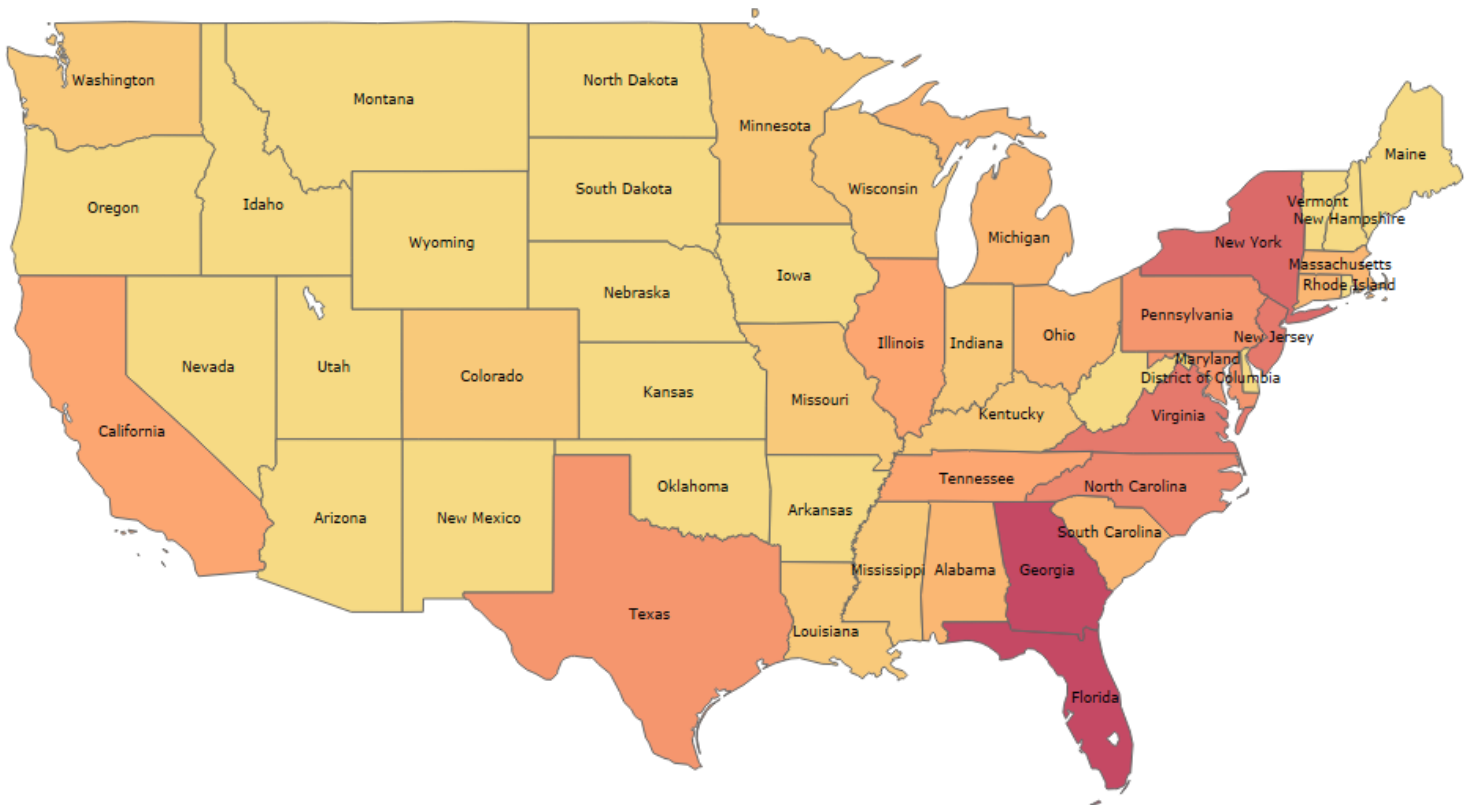 Washington
Montana
North Dakota
Minnesota
Maine
Oregon
Idaho
South Dakota
Wisconsin
Vermont
New Hampshire
Wyoming
Michigan
New York
Iowa
Massachusetts
Rhode Island
Nebraska
Nevada
Utah
Colorado
Kansas
Illinois
Indiana
Ohio
Pennsylvania
New Jersey
Maryland
District of Columbia
Missouri
Kentucky
Virginia
California
Arizona
New Mexico
Oklahoma
Arkansas
Tennessee
North Carolina
South Carolina
Mississippi
Alabama
Georgia
Texas
Louisiana
Florida